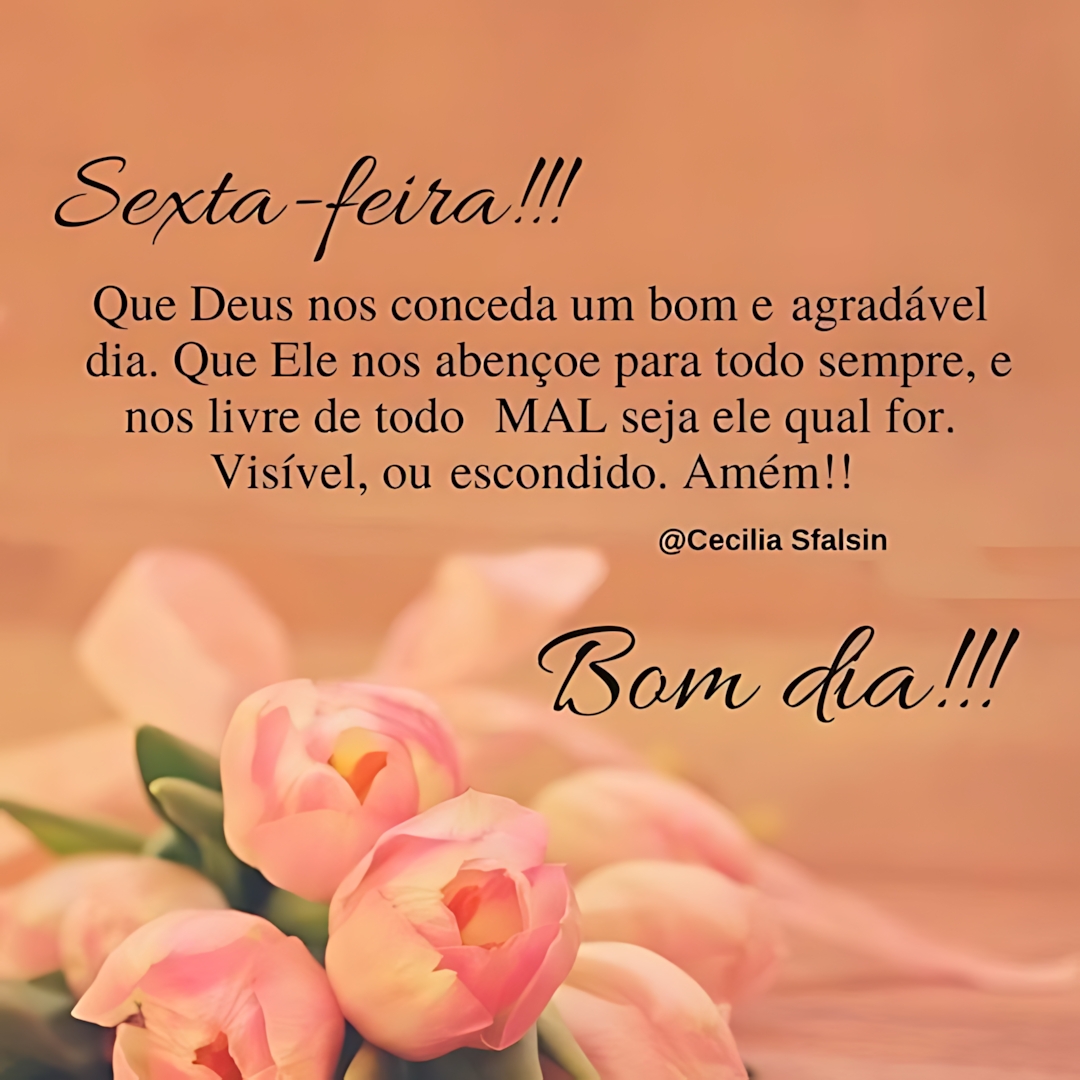 Sexta-feira!!!
Que Deus nos conceda um bom e agradável
dia. Que Ele nos abençoe para todo sempre, e
nos livre de todo MAL seja ele qual for.
Visível, ou escondido. Amém!!
@Cecilia Sfalsin
Bom dia!!!